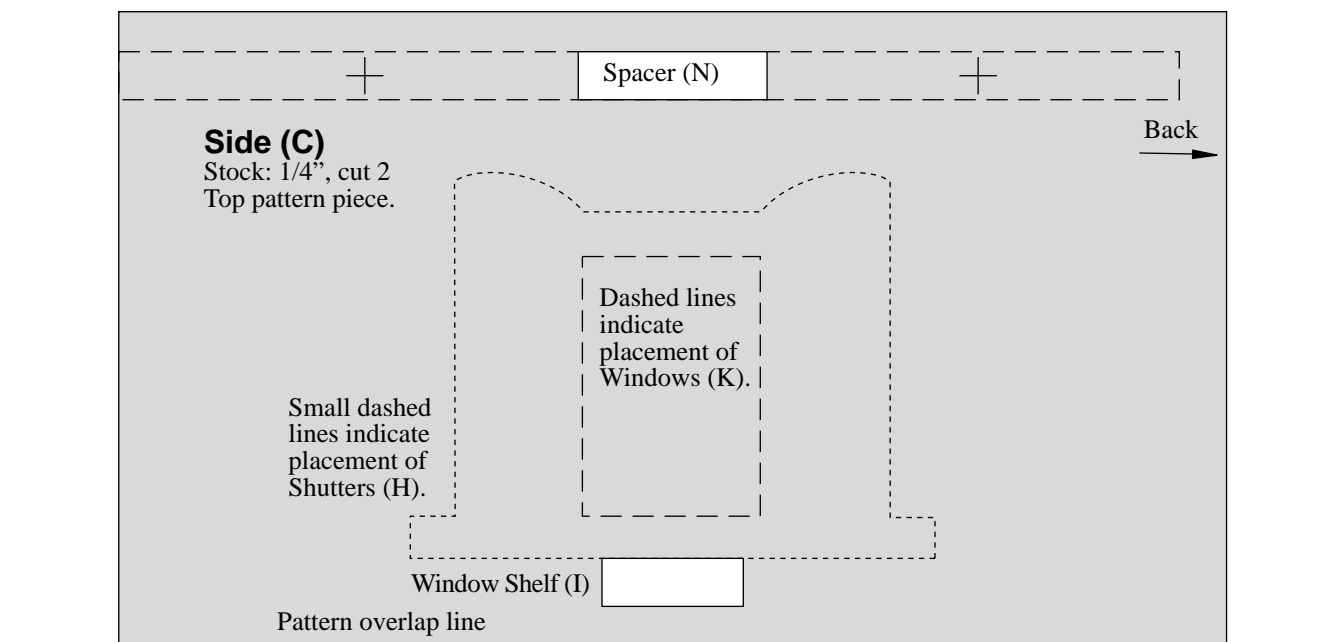 Spacer (N)
Back
Side (C)
Stock: 1/4”, cut 2
Top pattern piece.
Dashed lines
indicate
placement of
Windows (K).
Small dashed
lines indicate
placement of
Shutters (H).
Window Shelf (I)
Pattern overlap line